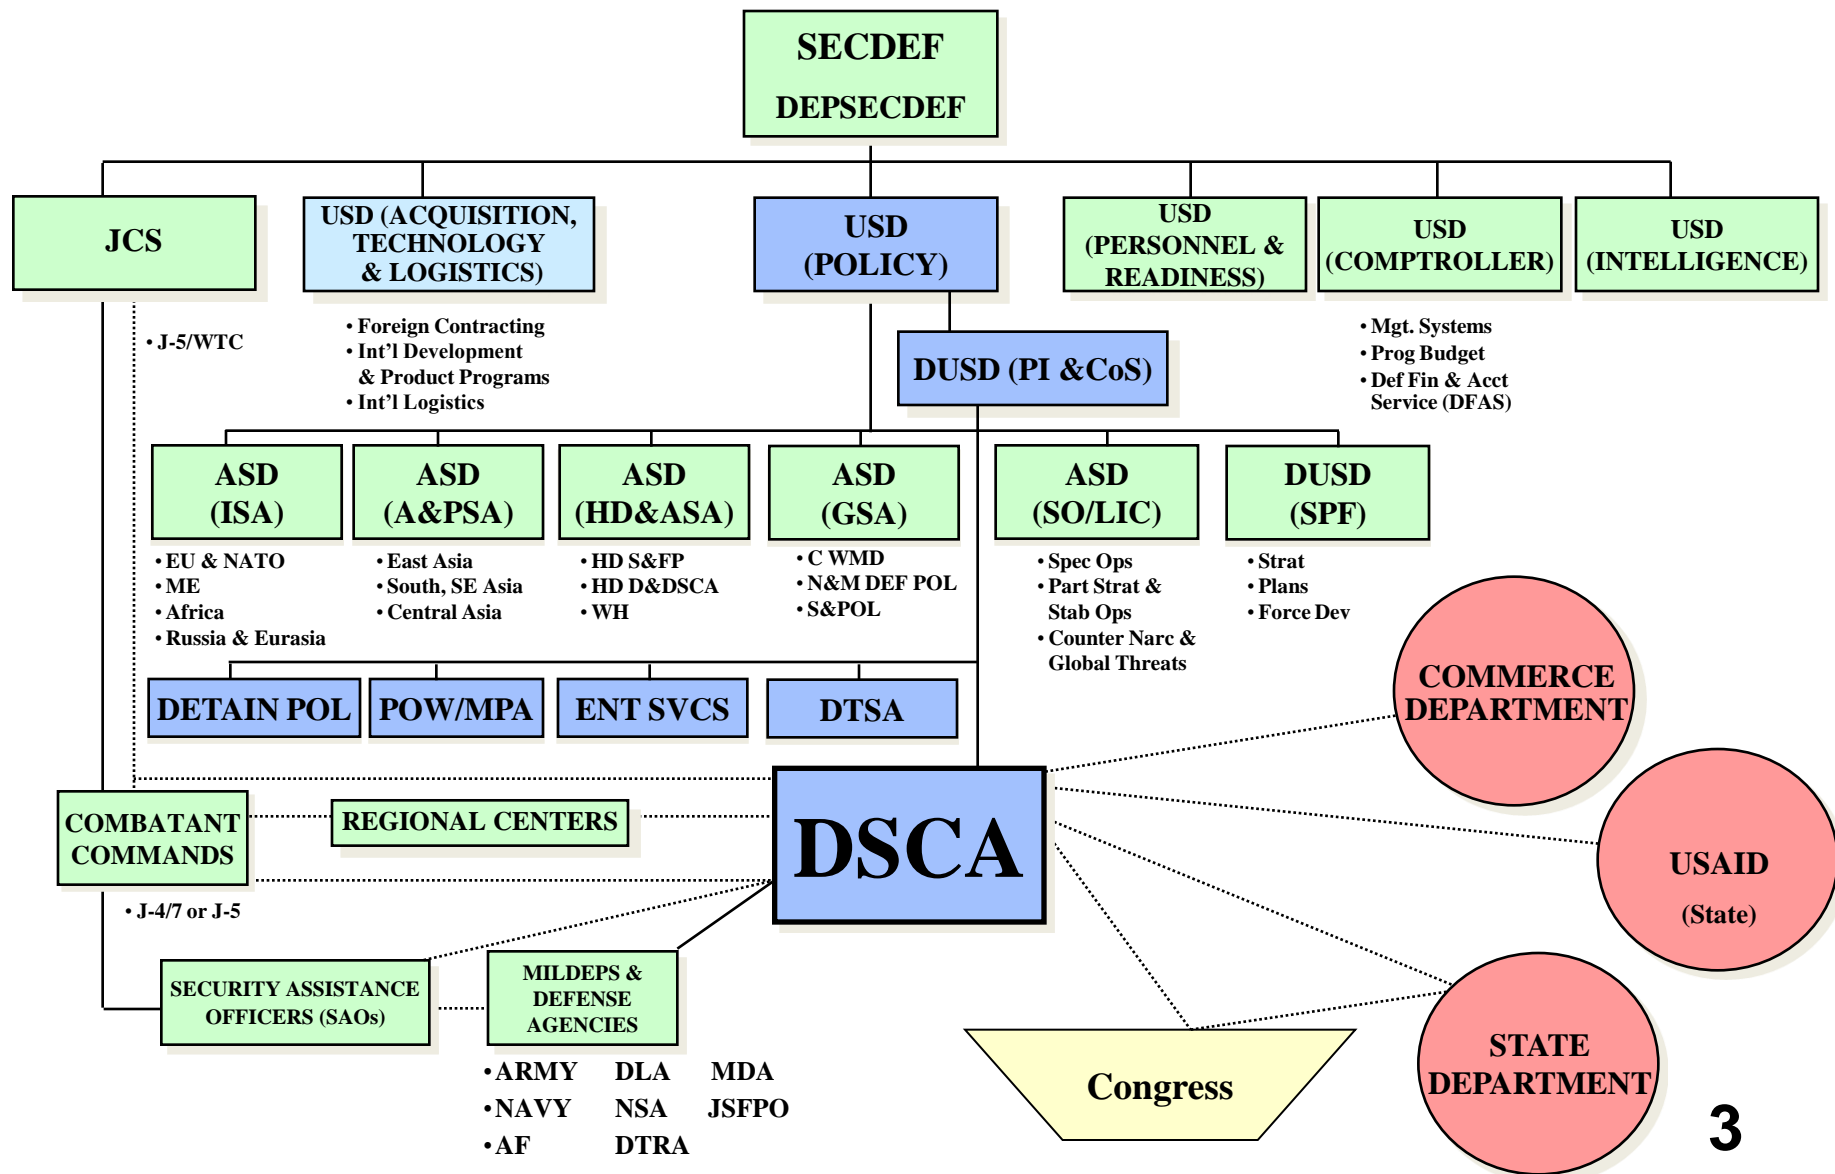 SECDEF
DEPSECDEF
JCS
USD (ACQUISITION,
TECHNOLOGY
& LOGISTICS)
USD
(POLICY)
USD
(PERSONNEL &
READINESS)
USD
(COMPTROLLER)
USD
(INTELLIGENCE)
• J-5/WTC
• Foreign Contracting
• Int’l Development
& Product Programs
• Int’l Logistics
DUSD (PI &CoS)
• Mgt. Systems
• Prog Budget
• Def Fin & Acct
Service (DFAS)
ASD
(ISA)
ASD
(A&PSA)
ASD
(HD&ASA)
ASD
(GSA)
ASD
(SO/LIC)
DUSD
(SPF)
• EU & NATO
• ME
• Africa
• Russia & Eurasia
• East Asia
• South, SE Asia
• Central Asia
• HD S&FP
• HD D&DSCA
• WH
• C WMD
• N&M DEF POL
• S&POL
• Spec Ops
• Part Strat &
Stab Ops
• Counter Narc &
Global Threats
• Strat
• Plans
• Force Dev
DETAIN POL
POW/MPA
ENT SVCS
DTSA
COMMERCE
DEPARTMENT
COMBATANT
COMMANDS
REGIONAL CENTERS
DSCA
USAID
(State)
• J-4/7 or J-5
SECURITY ASSISTANCE
OFFICERS (SAOs)
MILDEPS &
DEFENSE
AGENCIES
• ARMY DLA MDA
• NAVY NSA JSFPO
• AF DTRA
Congress
STATE
DEPARTMENT
3